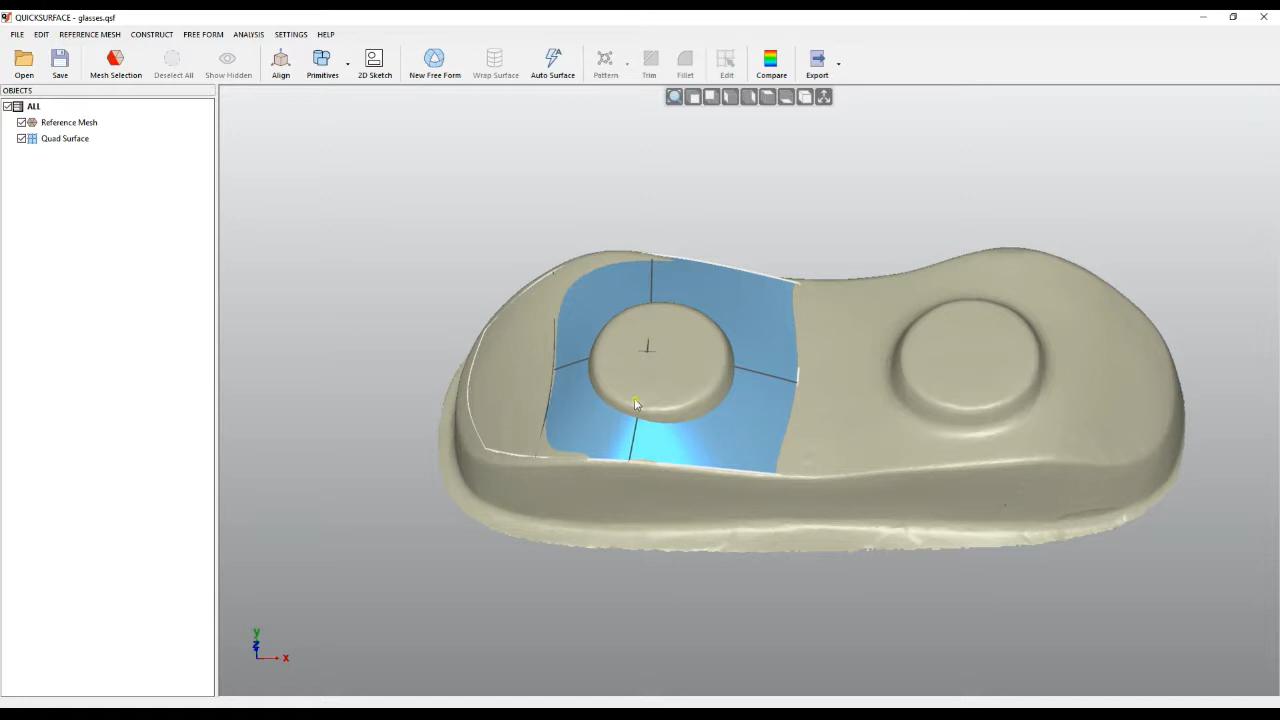 QUICKSURFACE - glasses.qsf
FILE EDIT REFERENCE MESH CONSTRUCT FREE FORM ANALYSIS SETTINGS HELP
Open Save Mesh Selection Deselect All Show Hidden Align Primitives 2D Sketch New Free Form Wrap Surface Auto Surface Pattern Trim Fillet Edit Compare Export
OBJECTS
ALL
Reference Mesh
Quad Surface
y
z
x